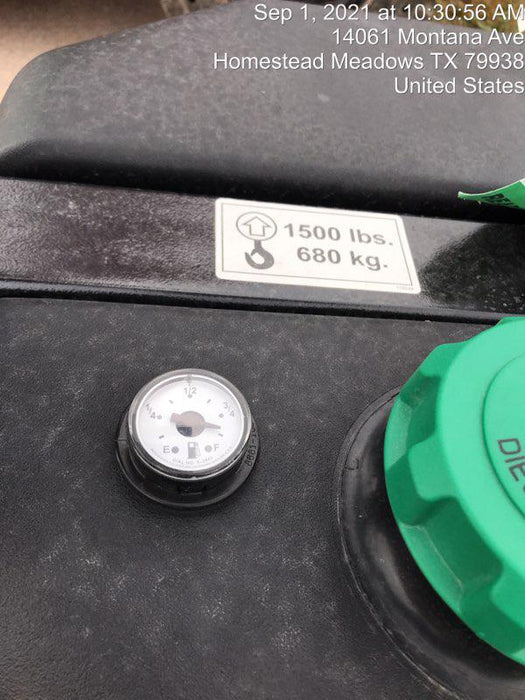 Sep 1, 2021 at 10:30:56 AM
14061 Montana Ave
Homestead Meadows TX 79938
United States
1500 lbs.
680 kg.
1/2
1/4 3/4
E F
DIE